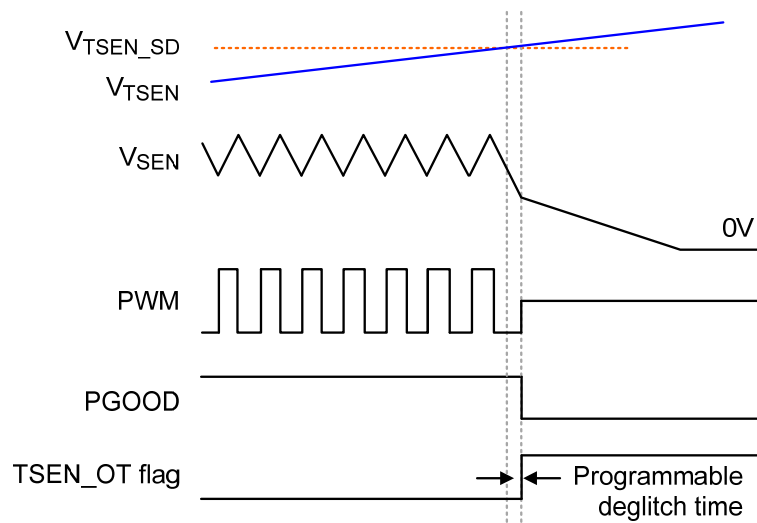 VTSEN_SD
VTSEN
VSEN
0V
PWM
PGOOD
TSEN_OT flag
Programmable
deglitch time